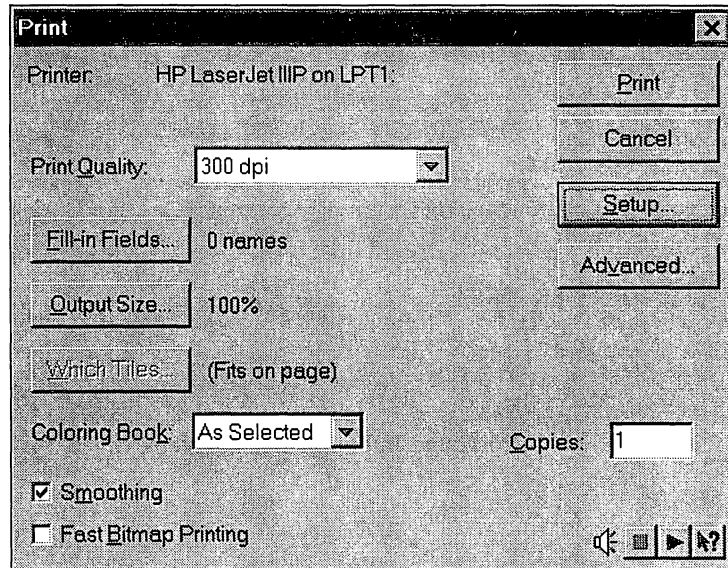 Print
Printer: HP LaserJet IIIP on LPT1:
Print
Cancel
Print Quality: 300 dpi
Setup...
Fill-in Fields... 0 names
Advanced...
Output Size... 100%
Which Tiles... (Fits on page)
Coloring Book: As Selected
Copies: 1
Smoothing
Fast Bitmap Printing
?